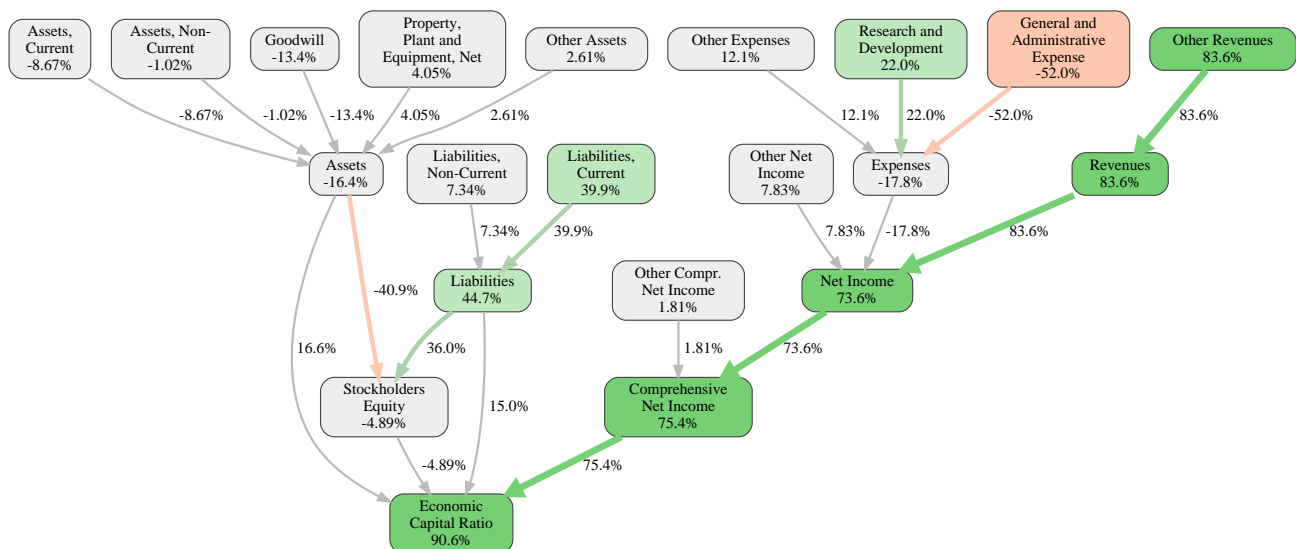 Assets,
Current
-8.67%
Assets, Non-
Current
-1.02%
Goodwill
-13.4%
Property,
Plant and
Equipment, Net
4.05%
Other Assets
2.61%
Other Expenses
12.1%
Research and
Development
22.0%
General and
Administrative
Expense
-52.0%
Other Revenues
83.6%
-8.67%
-1.02%
-13.4%
4.05%
2.61%
12.1%
22.0%
-52.0%
83.6%
Assets
-16.4%
Liabilities,
Non-Current
7.34%
Liabilities,
Current
39.9%
Other Net
Income
7.83%
Expenses
-17.8%
Revenues
83.6%
7.34%
39.9%
7.83%
-17.8%
83.6%
-40.9%
Liabilities
44.7%
Other Compr.
Net Income
1.81%
Net Income
73.6%
16.6%
36.0%
1.81%
73.6%
Stockholders
Equity
-4.89%
15.0%
Comprehensive
Net Income
75.4%
-4.89%
75.4%
Economic
Capital Ratio
90.6%